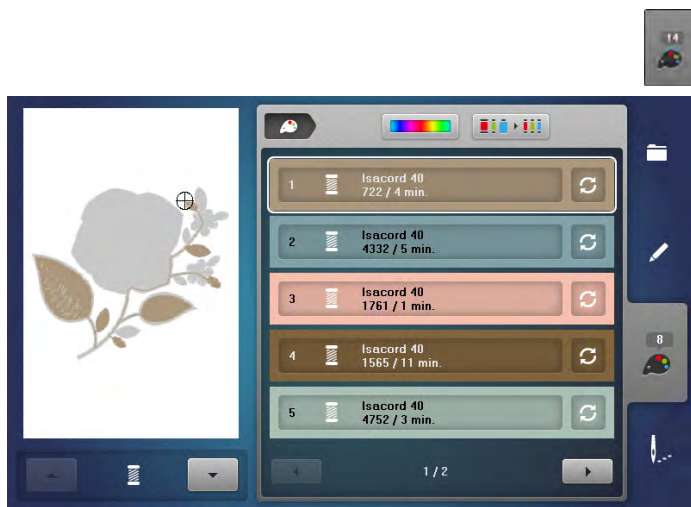 14
1
Isacord 40
722 / 4 min.
2
Isacord 40
4332 / 5 min.
3
Isacord 40
1761 / 1 min.
8
4
Isacord 40
1565 / 11 min.
5
Isacord 40
4752 / 3 min.
1 / 2